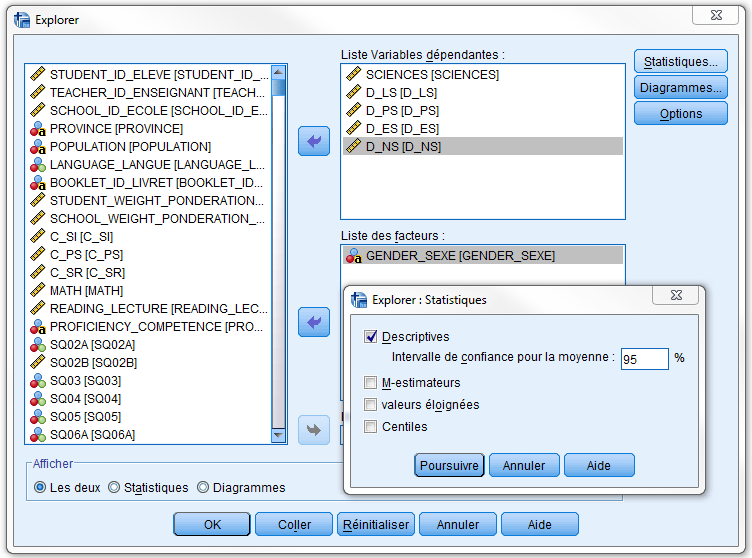 Explorer
Liste Variables dépendantes :
STUDENT_ID_ELEVE [STUDENT_ID_...
TEACHER_ID_ENSEIGNANT [TEACH...
SCHOOL_ID_ECOLE [SCHOOL_ID_E...
PROVINCE [PROVINCE]
POPULATION [POPULATION]
LANGUAGE_LANGUE [LANGUAGE_L...
BOOKLET_ID_LIVRET [BOOKLET_ID...
STUDENT_WEIGHT_PONDERATION...
SCHOOL_WEIGHT_PONDERATION_...
C_SI [C_SI]
C_PS [C_PS]
C_SR [C_SR]
MATH [MATH]
READING_LECTURE [READING_LEC...
PROFICIENCY_COMPETENCE [PRO...
SQ02A [SQ02A]
SQ02B [SQ02B]
SQ03 [SQ03]
SQ04 [SQ04]
SQ05 [SQ05]
SQ06A [SQ06A]
SCIENCES [SCIENCES]
D_LS [D_LS]
D_PS [D_PS]
D_ES [D_ES]
D_NS [D_NS]
Statistiques...
Diagrammes...
Options
Liste des facteurs :
GENDER_SEXE [GENDER_SEXE]
Explorer : Statistiques
Descriptives
Intervalle de confiance pour la moyenne : 95 %
M-estimateurs
valeurs éloignées
Centiles
Poursuivre Annuler Aide
Afficher
Les deux Statistiques Diagrammes
OK Coller Réinitialiser Annuler Aide